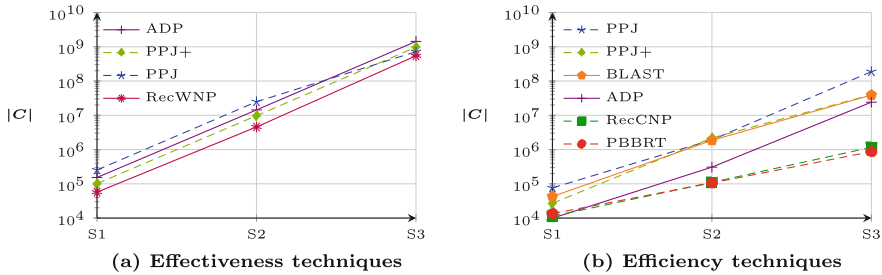 10^10
10^9
10^8
10^7
10^6
10^5
10^4
|C|
ADP
PPJ+
PPJ
RecWNP
S1 S2 S3
(a) Effectiveness techniques
10^10
10^9
10^8
10^7
10^6
10^5
10^4
|C|
PPJ
PPJ+
BLAST
ADP
RecCNP
PBBRT
S1 S2 S3
(b) Efficiency techniques